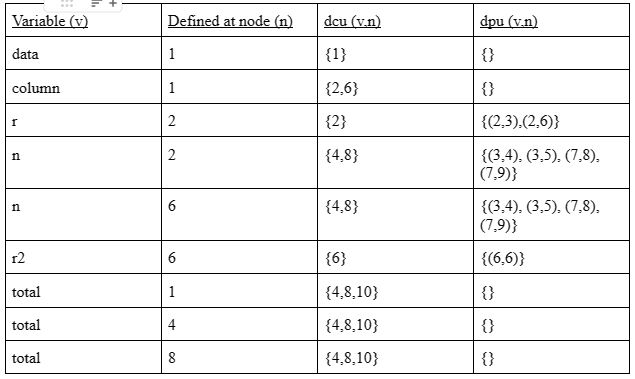 Variable (v) Defined at node (n) dcu (v,n) dpu (v,n)
data 1 {1} {}
column 1 {2,6} {}
r 2 {2} {(2,3),(2,6)}
n 2 {4,8} {(3,4), (3,5), (7,8),
(7,9)}
n 6 {4,8} {(3,4), (3,5), (7,8),
(7,9)}
r2 6 {6} {(6,6)}
total 1 {4,8,10} {}
total 4 {4,8,10} {}
total 8 {4,8,10} {}